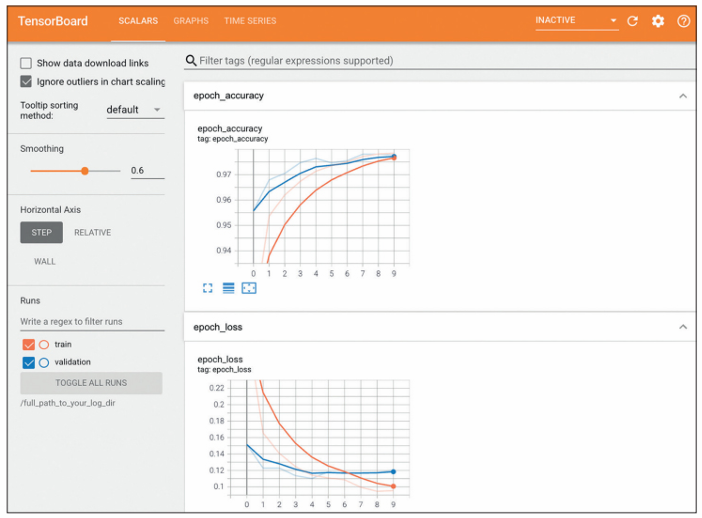 TensorBoard SCALARS GRAPHS TIME SERIES INACTIVE
Show data download links
Ignore outliers in chart scaling
Tooltip sorting
method: default
Smoothing
0.6
Horizontal Axis
STEP RELATIVE
WALL
Runs
Write a regex to filter runs
train
validation
TOGGLE ALL RUNS
/full_path_to_your_log_dir
Filter tags (regular expressions supported)
epoch_accuracy
epoch_accuracy
tag: epoch_accuracy
0.97
0.96
0.95
0.94
0 1 2 3 4 5 6 7 8 9
epoch_loss
epoch_loss
tag: epoch_loss
0.22
0.2
0.18
0.16
0.14
0.12
0.1
0 1 2 3 4 5 6 7 8 9